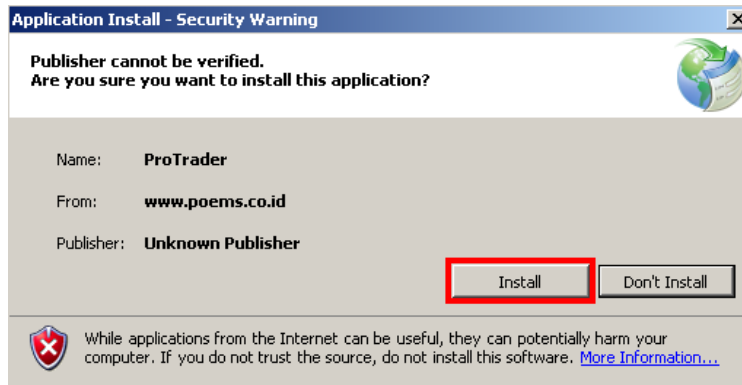 Application Install - Security Warning
Publisher cannot be verified.
Are you sure you want to install this application?
Name: ProTrader
From: www.poems.co.id
Publisher: Unknown Publisher
Install Don't Install
While applications from the Internet can be useful, they can potentially harm your
computer. If you do not trust the source, do not install this software. More Information...